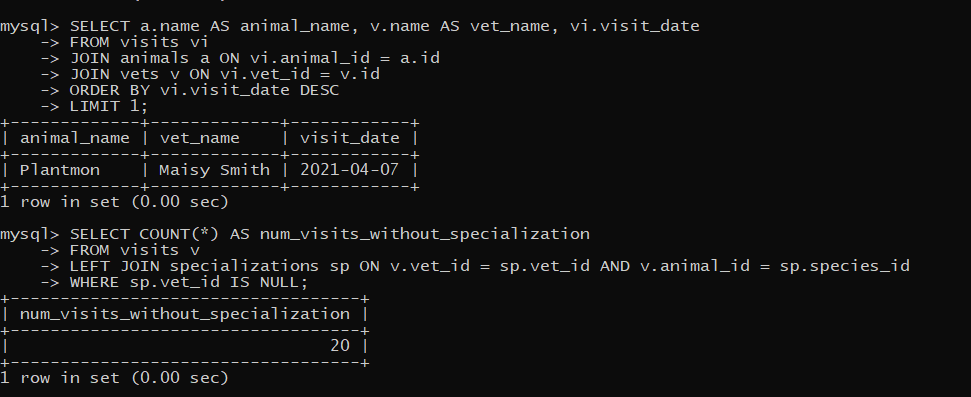 mysql> SELECT a.name AS animal_name, v.name AS vet_name, vi.visit_date
    -> FROM visits vi
    -> JOIN animals a ON vi.animal_id = a.id
    -> JOIN vets v ON vi.vet_id = v.id
    -> ORDER BY vi.visit_date DESC
    -> LIMIT 1;
+-------------+-------------+------------+
| animal_name | vet_name    | visit_date |
+-------------+-------------+------------+
| Plantmon    | Maisy Smith | 2021-04-07 |
+-------------+-------------+------------+
1 row in set (0.00 sec)

mysql> SELECT COUNT(*) AS num_visits_without_specialization
    -> FROM visits v
    -> LEFT JOIN specializations sp ON v.vet_id = sp.vet_id AND v.animal_id = sp.species_id
    -> WHERE sp.vet_id IS NULL;
+-----------------------------------+
| num_visits_without_specialization |
+-----------------------------------+
|                                20 |
+-----------------------------------+
1 row in set (0.00 sec)